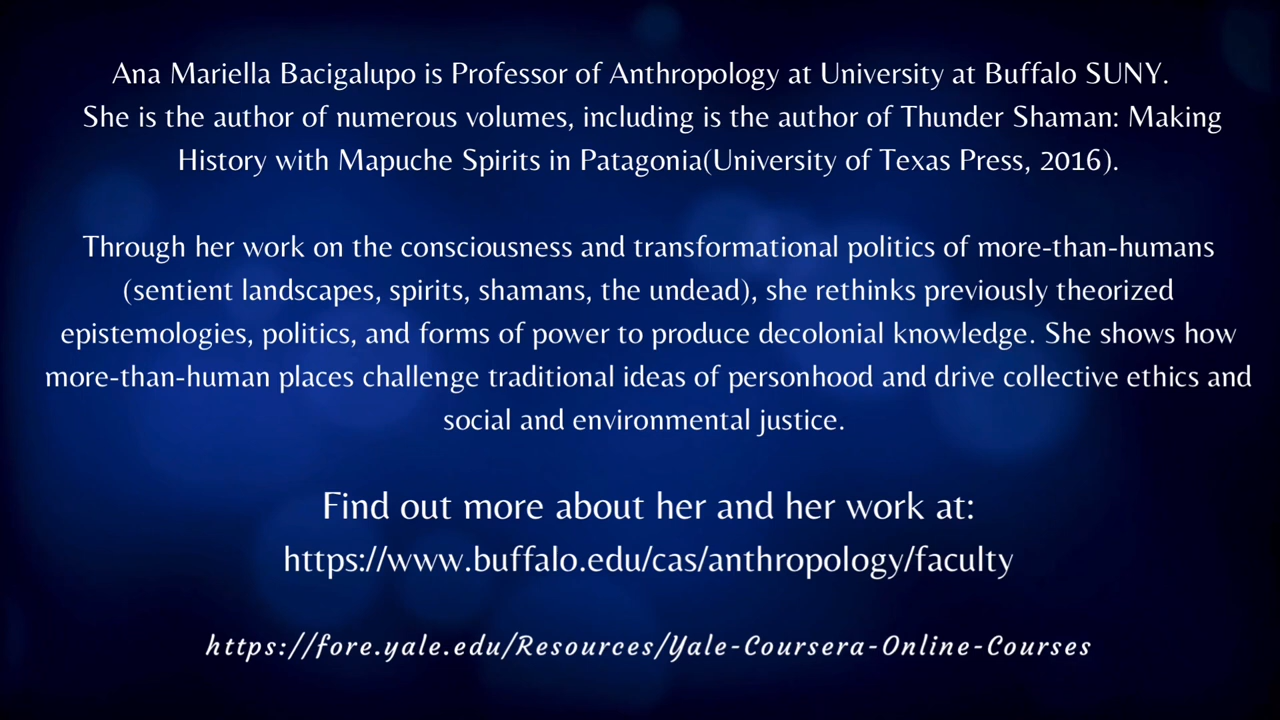 Ana Mariella Bacigalupo is Professor of Anthropology at University at Buffalo SUNY.
She is the author of numerous volumes, including is the author of Thunder Shaman: Making
History with Mapuche Spirits in Patagonia(University of Texas Press, 2016).
Through her work on the consciousness and transformational politics of more-than-humans
(sentient landscapes, spirits, shamans, the undead), she rethinks previously theorized
epistemologies, politics, and forms of power to produce decolonial knowledge. She shows how
more-than-human places challenge traditional ideas of personhood and drive collective ethics and
social and environmental justice.
Find out more about her and her work at:
https://www.buffalo.edu/cas/anthropology/faculty
https://fore.yale.edu/Resources/Yale-Coursera-Online-Courses